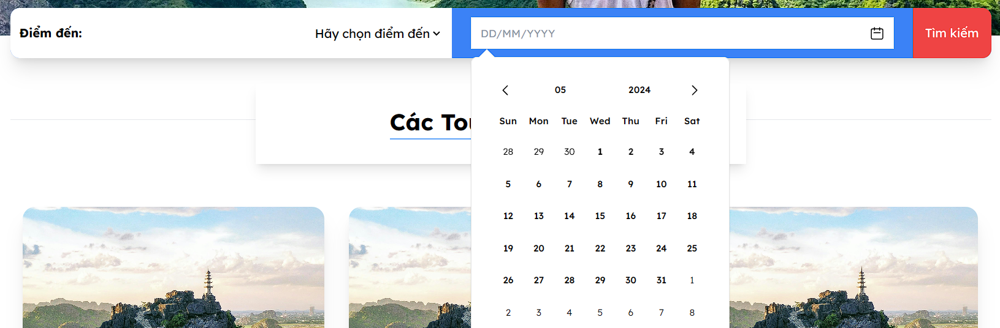 Điểm đến:
Hãy chọn điểm đến
DD/MM/YYYY
Tìm kiếm
05 2024
Sun Mon Tue Wed Thu Fri Sat
28 29 30 1 2 3 4
5 6 7 8 9 10 11
12 13 14 15 16 17 18
19 20 21 22 23 24 25
26 27 28 29 30 31 1
2 3 4 5 6 7 8
Các